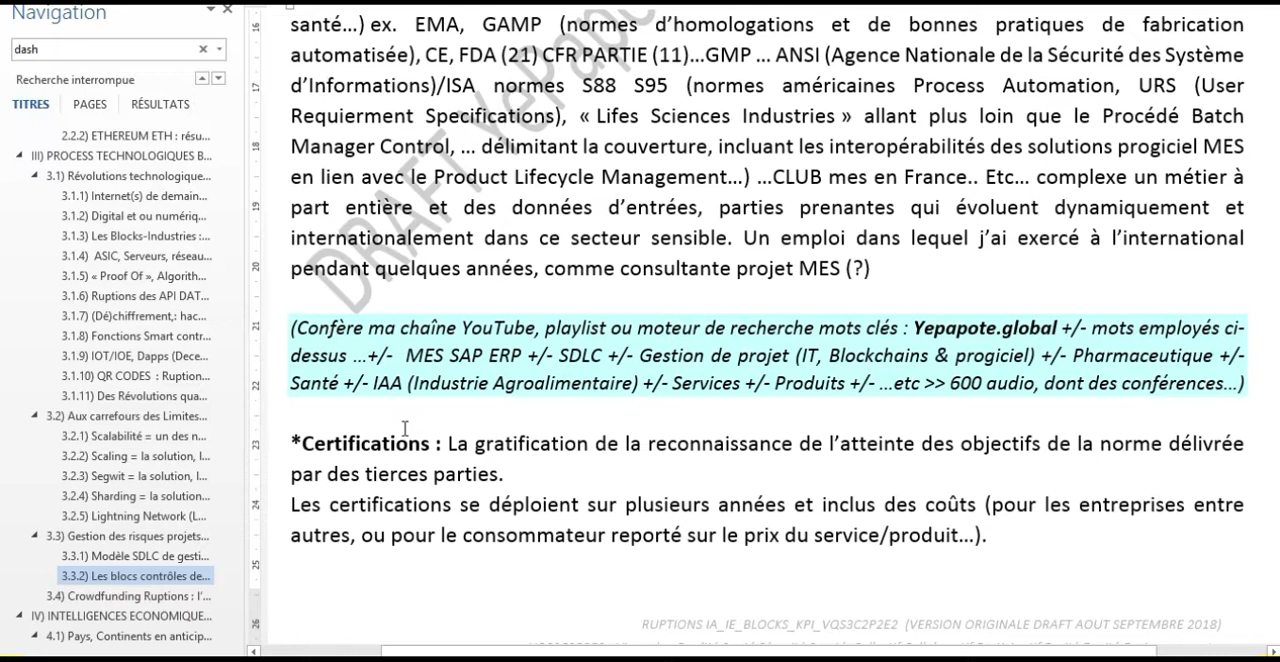 Navigation
dash
Recherche interrompue
TITRES PAGES RÉSULTATS
2.2.2) ETHEREUM ETH : résu...
III) PROCESS TECHNOLOGIQUES B...
3.1) Révolutions technologique...
3.1.1) Internet(s) de demain...
3.1.2) Digital et ou numériq...
3.1.3) Les Blocks-Industries :...
3.1.4) ASIC, Serveurs, réseau...
3.1.5) « Proof Of », Algorith...
3.1.6) Ruptions des API DAT...
3.1.7) (Dé)chiffrement,: hac...
3.1.8) Fonctions Smart contr...
3.1.9) IOT/IOE, Dapps (Dece...
3.1.10) QR CODES : Ruption...
3.1.11) Des Révolutions qua...
3.2) Aux carrefours des Limites...
3.2.1) Scalabilité = un des n...
3.2.2) Scaling = la solution, l...
3.2.3) Segwit = la solution, l...
3.2.4) Sharding = la solution...
3.2.5) Lightning Network (L...
3.3) Gestion des risques projets...
3.3.1) Modèle SDLC de gesti...
3.3.2) Les blocs contrôles de...
3.4) Crowdfunding Ruptions : l'...
IV) INTELLIGENCES ECONOMIQUE...
4.1) Pays, Continents en anticip...
16
17
18
19
20
21
22
23
24
25
26
DRAFT YePapo
santé...) ex. EMA, GAMP (normes d'homologations et de bonnes pratiques de fabrication
automatisée), CE, FDA (21) CFR PARTIE (11)...GMP ... ANSI (Agence Nationale de la Sécurité des Système
d'Informations)/ISA normes S88 S95 (normes américaines Process Automation, URS (User
Requierment Specifications), « Lifes Sciences Industries » allant plus loin que le Procédé Batch
Manager Control, ... délimitant la couverture, incluant les interopérabilités des solutions progiciel MES
en lien avec le Product Lifecycle Management...) ...CLUB mes en France.. Etc... complexe un métier à
part entière et des données d'entrées, parties prenantes qui évoluent dynamiquement et
internationalement dans ce secteur sensible. Un emploi dans lequel j'ai exercé à l'international
pendant quelques années, comme consultante projet MES (?)
(Confère ma chaîne YouTube, playlist ou moteur de recherche mots clés : Yepapote.global +/- mots employés ci-
dessus ...+/- MES SAP ERP +/- SDLC +/- Gestion de projet (IT, Blockchains & progiciel) +/- Pharmaceutique +/-
Santé +/- IAA (Industrie Agroalimentaire) +/- Services +/- Produits +/- ...etc >> 600 audio, dont des conférences...)
*Certifications : La gratification de la reconnaissance de l'atteinte des objectifs de la norme délivrée
par des tierces parties.
Les certifications se déploient sur plusieurs années et inclus des coûts (pour les entreprises entre
autres, ou pour le consommateur reporté sur le prix du service/produit...).
RUPTIONS IA_IE_BLOCKS_KPI_VQS3C2P2E2 (VERSION ORIGINALE DRAFT AOUT SEPTEMBRE 2018)